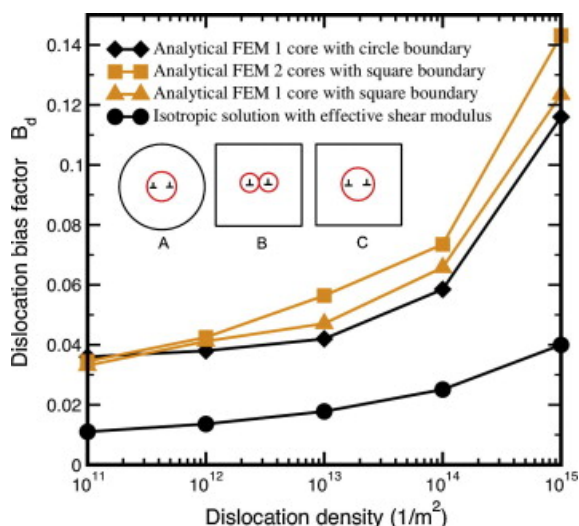 0.14
Analytical FEM 1 core with circle boundary
Analytical FEM 2 cores with square boundary
Analytical FEM 1 core with square boundary
Isotropic solution with effective shear modulus
0.12
0.1
0.08
0.06
0.04
0.02
0
A
B
C
Dislocation bias factor B_d
10^11
10^12
10^13
10^14
10^15
Dislocation density (1/m²)